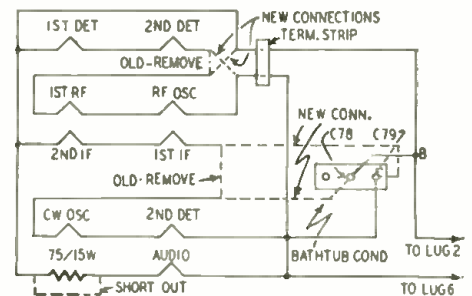 1ST DET
2ND DET
NEW CONNECTIONS
TERM. STRIP
OLD-REMOVE
1ST RF
RF OSC
NEW CONN.
C78
C79
2ND IF
1ST IF
B
OLD-REMOVE
CW OSC
2ND DET
BATHTUB COND
TO LUG 2
75/15W
AUDIO
SHORT OUT
TO LUG 6